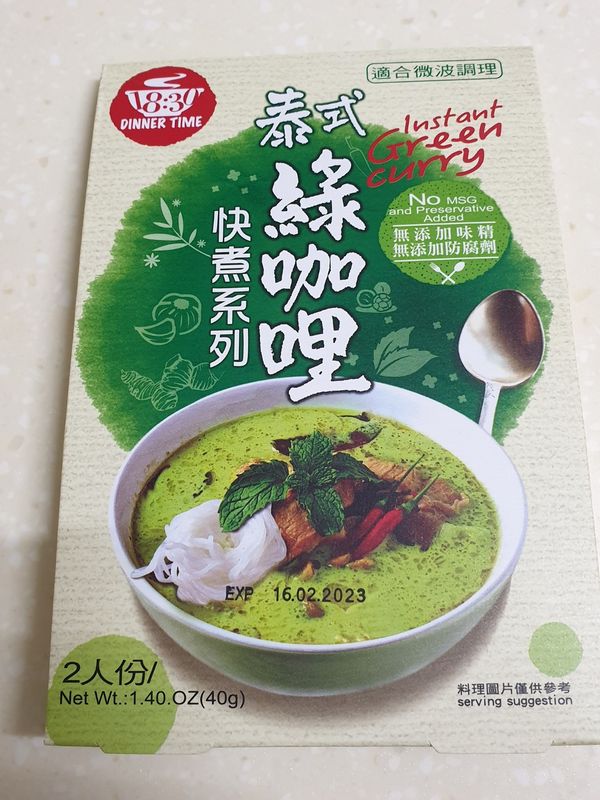 適合微波調理
18:30
DINNER TIME
泰式
綠咖哩
快煮系列
Instant
Green
curry
No MSG
and Preservative
Added
無添加味精
無添加防腐劑
EXP 16.02.2023
2人份/
Net Wt.:1.40.OZ(40g)
料理圖片僅供參考
serving suggestion